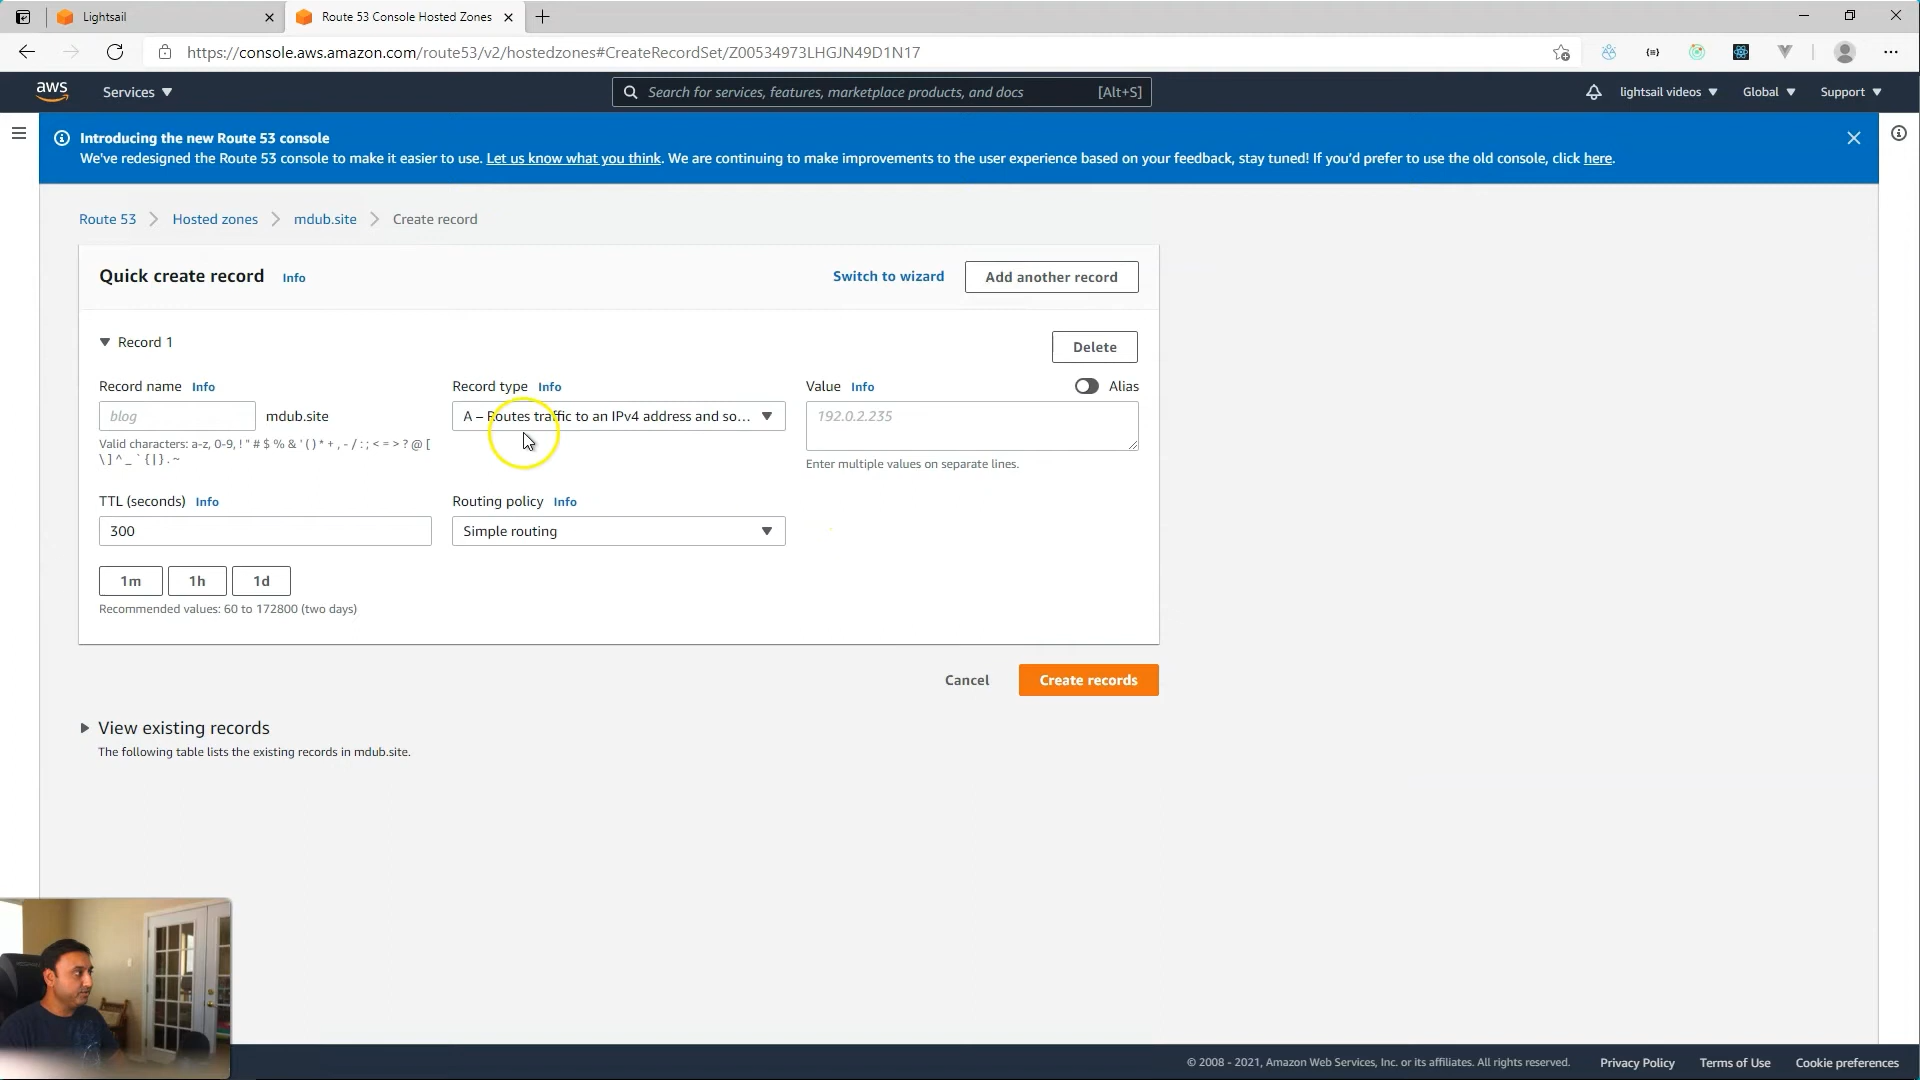 Lightsail
Route 53 Console Hosted Zones
https://console.aws.amazon.com/route53/v2/hostedzones#CreateRecordSet/Z00534973LHGJN49D1N17
aws
Services
Search for services, features, marketplace products, and docs
[Alt+S]
lightsail videos
Global
Support
Introducing the new Route 53 console
We've redesigned the Route 53 console to make it easier to use. Let us know what you think. We are continuing to make improvements to the user experience based on your feedback, stay tuned! If you'd prefer to use the old console, click here.
Route 53
Hosted zones
mdub.site
Create record
Quick create record
Info
Switch to wizard
Add another record
Record 1
Delete
Record name Info
Record type Info
Value Info
Alias
blog
mdub.site
A – Routes traffic to an IPv4 address and so...
192.0.2.235
Valid characters: a-z, 0-9, ! " # $ % & ' ( ) * + , - / : ; < = > ? @ [
\ ] ^ _ ` { | } . ~
Enter multiple values on separate lines.
TTL (seconds) Info
Routing policy Info
300
Simple routing
1m
1h
1d
Recommended values: 60 to 172800 (two days)
Cancel
Create records
View existing records
The following table lists the existing records in mdub.site.
© 2008 - 2021, Amazon Web Services, Inc. or its affiliates. All rights reserved.
Privacy Policy
Terms of Use
Cookie preferences